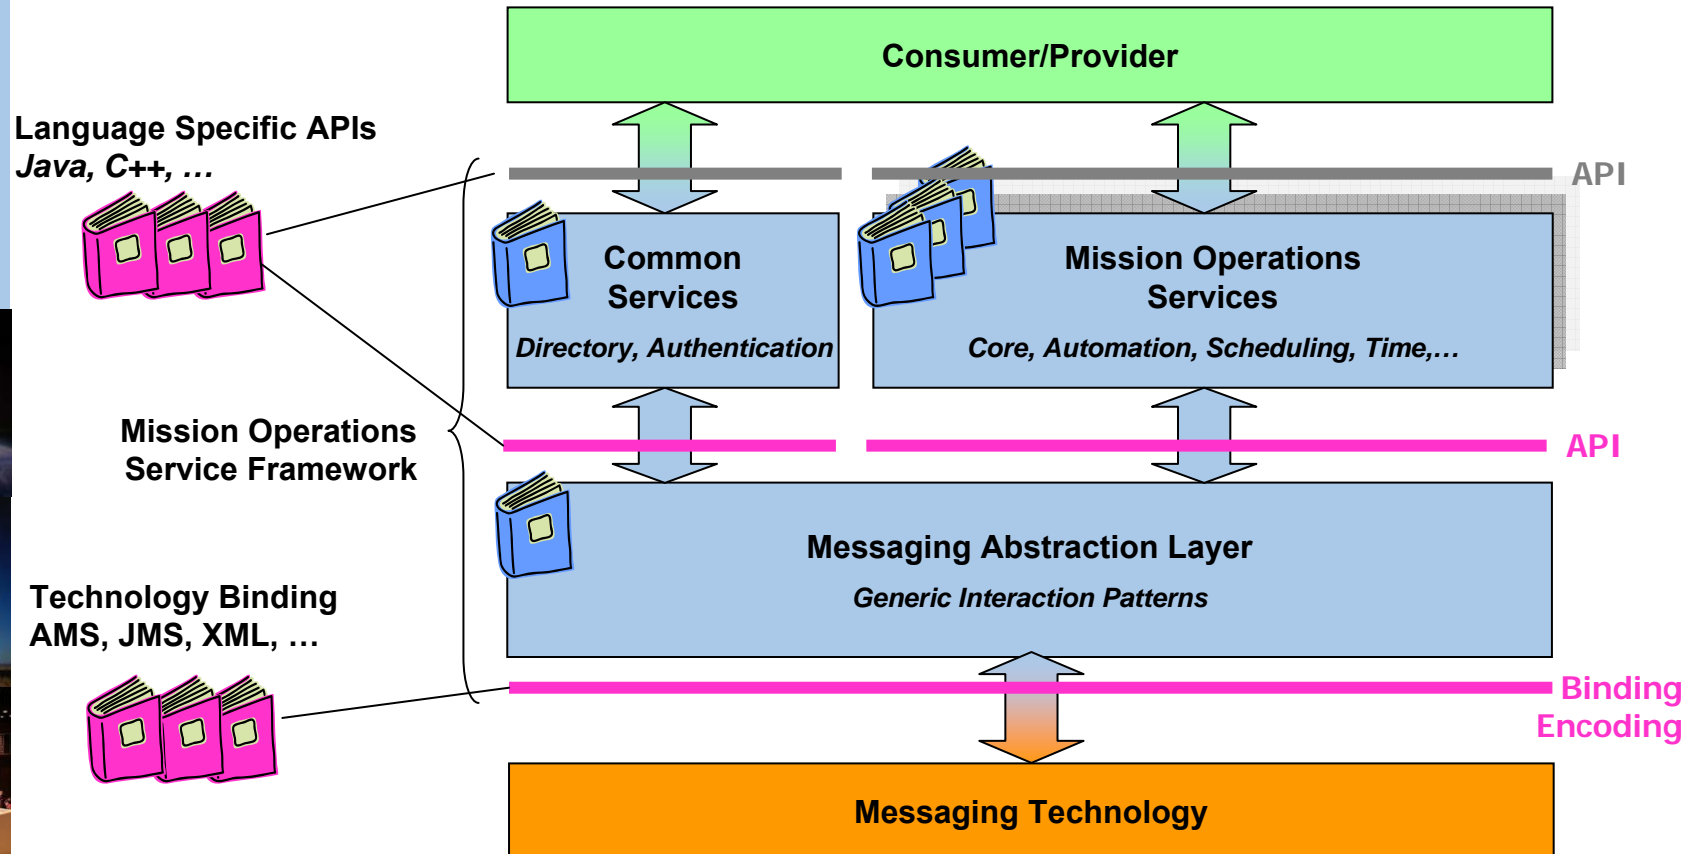 Consumer/Provider
Language Specific APIs
Java, C++, …
API
Common
Services
Directory, Authentication
Mission Operations
Services
Core, Automation, Scheduling, Time,…
Mission Operations
Service Framework
API
Messaging Abstraction Layer
Generic Interaction Patterns
Technology Binding
AMS, JMS, XML, …
Binding
Encoding
Messaging Technology